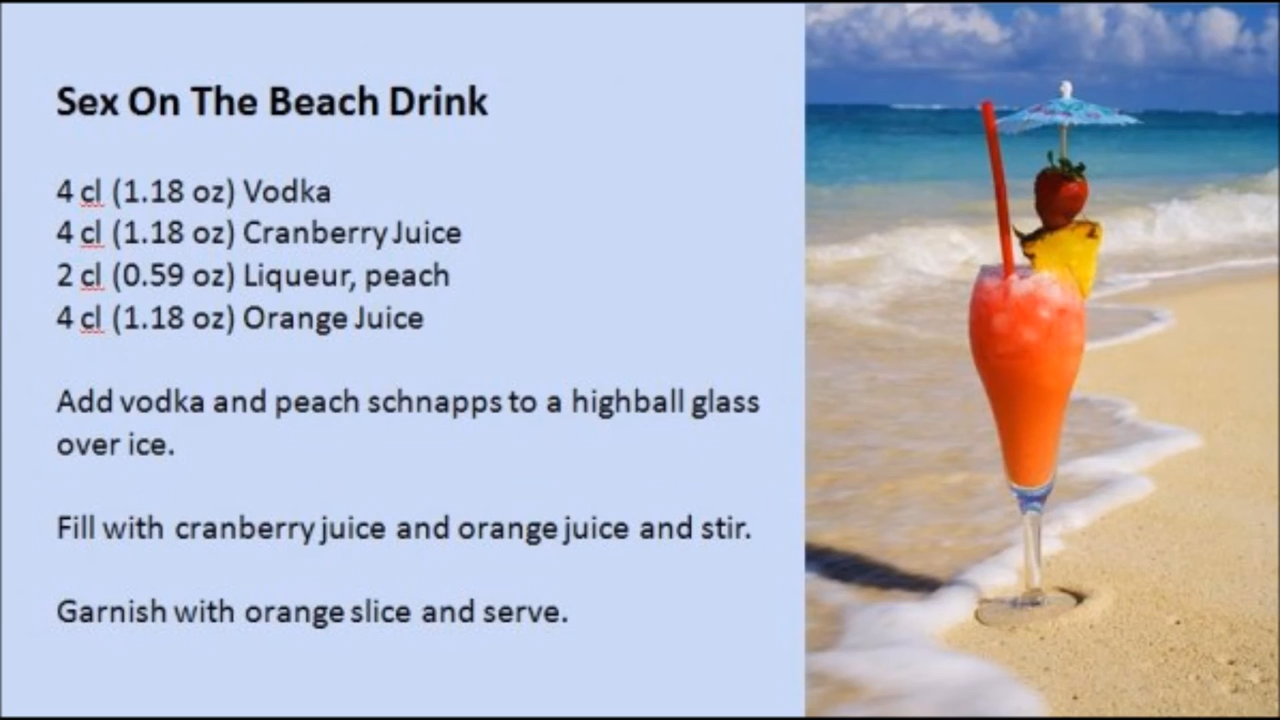 Sex On The Beach Drink
4 cl (1.18 oz) Vodka
4 cl (1.18 oz) Cranberry Juice
2 cl (0.59 oz) Liqueur, peach
4 cl (1.18 oz) Orange Juice
Add vodka and peach schnapps to a highball glass
over ice.
Fill with cranberry juice and orange juice and stir.
Garnish with orange slice and serve.